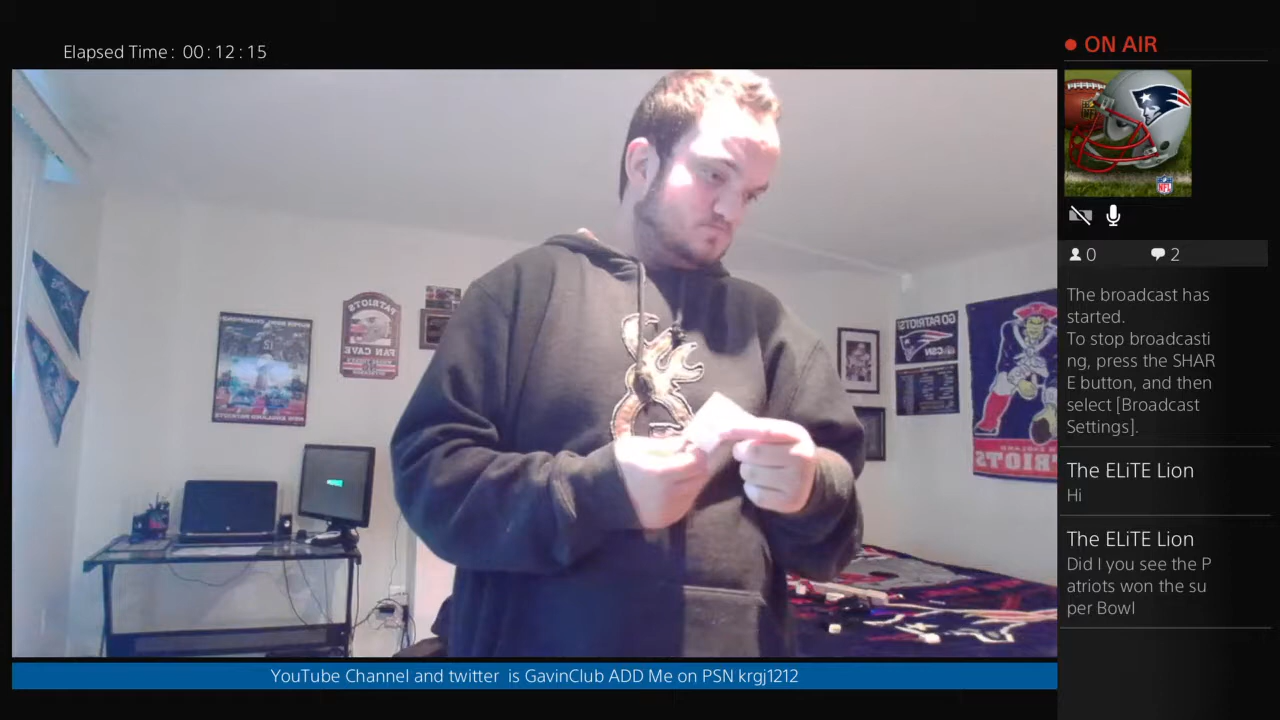 Elapsed Time: 00:12:15
ON AIR
NFL
0
2
The broadcast has
started.
To stop broadcasti
ng, press the SHAR
E button, and then
select [Broadcast
Settings].
The ELiTE Lion
Hi
The ELiTE Lion
Did I you see the P
atriots won the su
per Bowl
PATRIOTS
FAN CAVE
GO PATRIOTS
CSN
YouTube Channel and twitter is GavinClub ADD Me on PSN krgj1212